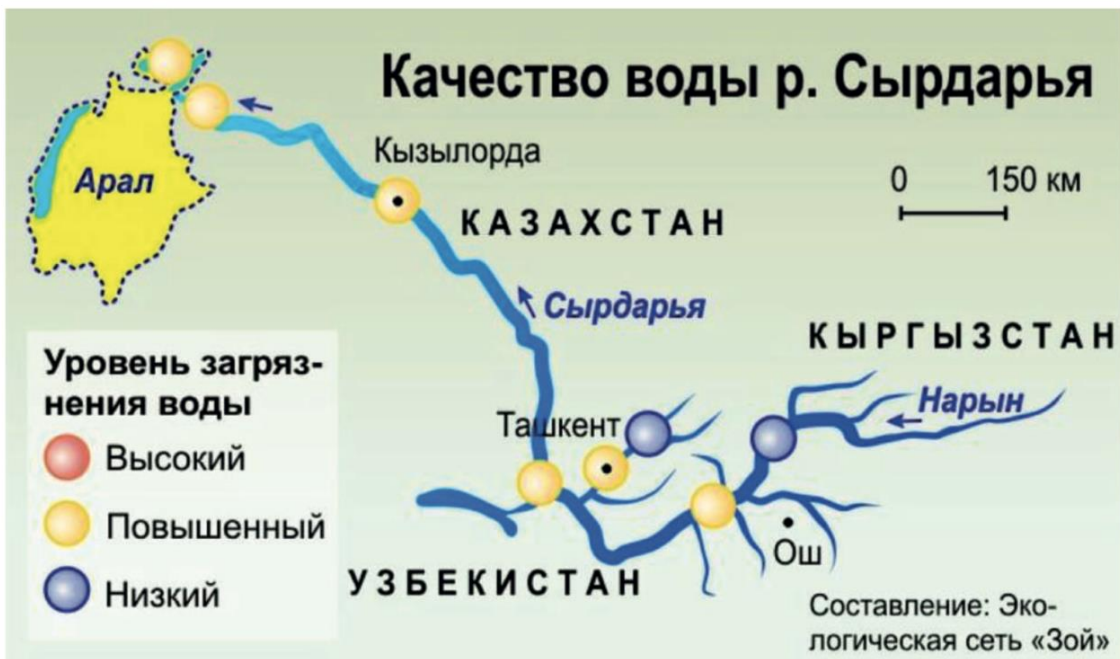 Качество воды р. Сырдарья
Кызылорда
0 150 км
Арал
КАЗАХСТАН
Сырдарья
КЫРГЫЗСТАН
Уровень загряз-
нения воды
Нарын
Ташкент
Высокий
Повышенный
Ош
УЗБЕКИСТАН
Низкий
Составление: Эко-
логическая сеть «Зой»